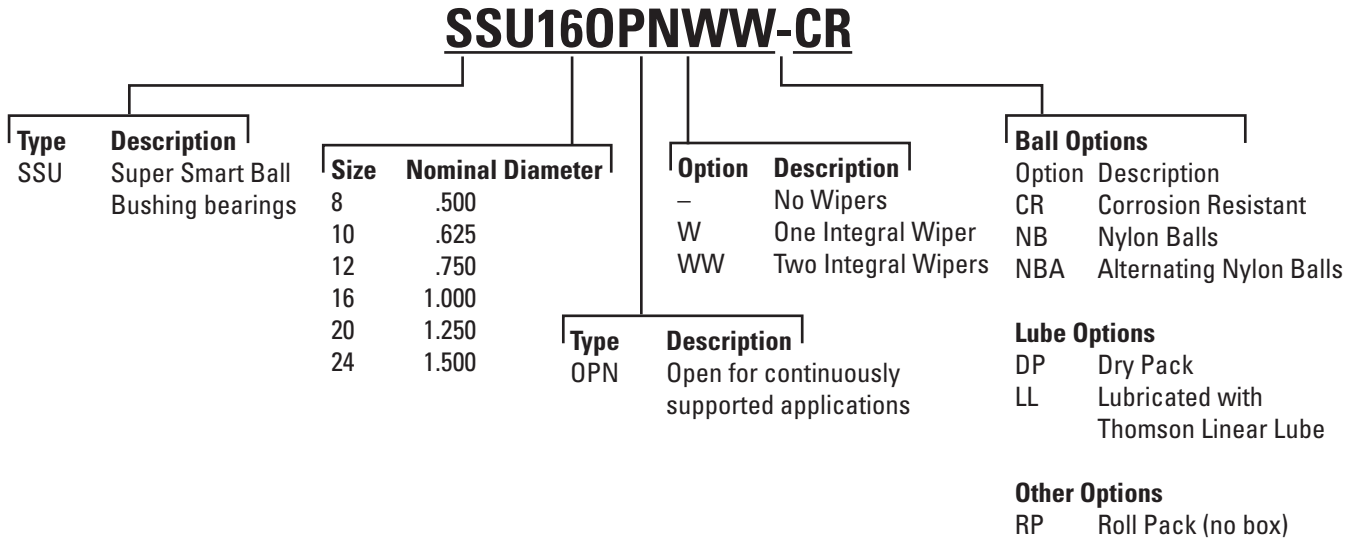 SSU16OPNWW-CR
Type Description
SSU Super Smart Ball
Bushing bearings
Size Nominal Diameter
8 .500
10 .625
12 .750
16 1.000
20 1.250
24 1.500
Type Description
OPN Open for continuously
supported applications
Option Description
– No Wipers
W One Integral Wiper
WW Two Integral Wipers
Ball Options
Option Description
CR Corrosion Resistant
NB Nylon Balls
NBA Alternating Nylon Balls
Lube Options
DP Dry Pack
LL Lubricated with
Thomson Linear Lube
Other Options
RP Roll Pack (no box)